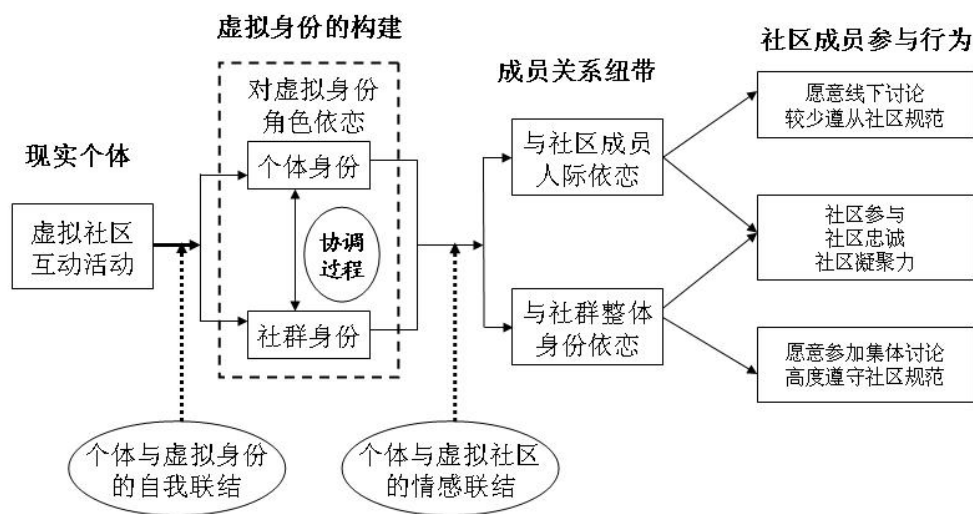 虚拟身份的构建
社区成员参与行为
成员关系纽带
现实个体
对虚拟身份
角色依恋
个体身份
协调
过程
社群身份
虚拟社区
互动活动
与社区成员
人际依恋
与社群整体
身份依恋
愿意线下讨论
较少遵从社区规范
社区参与
社区忠诚
社区凝聚力
愿意参加集体讨论
高度遵守社区规范
个体与虚拟身份
的自我联结
个体与虚拟社区
的情感联结